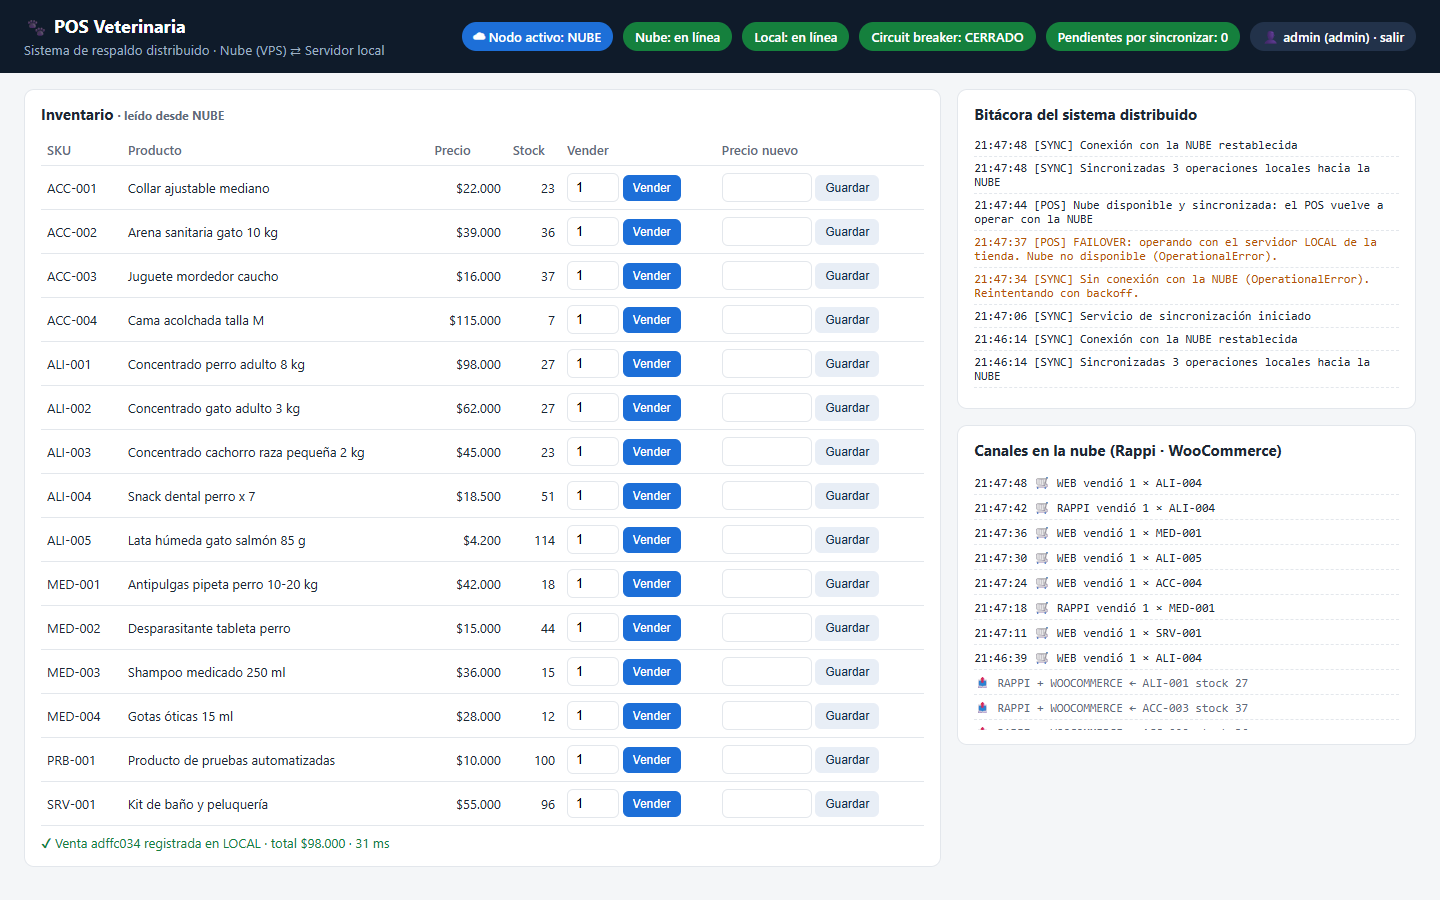 POS Veterinaria
Sistema de respaldo distribuido · Nube (VPS) ⇄ Servidor local
Nodo activo: NUBE
Nube: en línea
Local: en línea
Circuit breaker: CERRADO
Pendientes por sincronizar: 0
admin (admin) · salir
Inventario · leído desde NUBE
SKU Producto Precio Stock Vender Precio nuevo
ACC-001 Collar ajustable mediano $22.000 23 1 Vender Guardar
ACC-002 Arena sanitaria gato 10 kg $39.000 36 1 Vender Guardar
ACC-003 Juguete mordedor caucho $16.000 37 1 Vender Guardar
ACC-004 Cama acolchada talla M $115.000 7 1 Vender Guardar
ALI-001 Concentrado perro adulto 8 kg $98.000 27 1 Vender Guardar
ALI-002 Concentrado gato adulto 3 kg $62.000 27 1 Vender Guardar
ALI-003 Concentrado cachorro raza pequeña 2 kg $45.000 23 1 Vender Guardar
ALI-004 Snack dental perro x 7 $18.500 51 1 Vender Guardar
ALI-005 Lata húmeda gato salmón 85 g $4.200 114 1 Vender Guardar
MED-001 Antipulgas pipeta perro 10-20 kg $42.000 18 1 Vender Guardar
MED-002 Desparasitante tableta perro $15.000 44 1 Vender Guardar
MED-003 Shampoo medicado 250 ml $36.000 15 1 Vender Guardar
MED-004 Gotas óticas 15 ml $28.000 12 1 Vender Guardar
PRB-001 Producto de pruebas automatizadas $10.000 100 1 Vender Guardar
SRV-001 Kit de baño y peluquería $55.000 96 1 Vender Guardar
✓ Venta adffc034 registrada en LOCAL · total $98.000 · 31 ms
Bitácora del sistema distribuido
21:47:48 [SYNC] Conexión con la NUBE restablecida
21:47:48 [SYNC] Sincronizadas 3 operaciones locales hacia la
NUBE
21:47:44 [POS] Nube disponible y sincronizada: el POS vuelve a
operar con la NUBE
21:47:37 [POS] FAILOVER: operando con el servidor LOCAL de la
tienda. Nube no disponible (OperationalError).
21:47:34 [SYNC] Sin conexión con la NUBE (OperationalError).
Reintentando con backoff.
21:47:06 [SYNC] Servicio de sincronización iniciado
21:46:14 [SYNC] Conexión con la NUBE restablecida
21:46:14 [SYNC] Sincronizadas 3 operaciones locales hacia la
NUBE
Canales en la nube (Rappi · WooCommerce)
21:47:48 🛒 WEB vendió 1 × ALI-004
21:47:42 🛒 RAPPI vendió 1 × ALI-004
21:47:36 🛒 WEB vendió 1 × MED-001
21:47:30 🛒 WEB vendió 1 × ALI-005
21:47:24 🛒 WEB vendió 1 × ACC-004
21:47:18 🛒 RAPPI vendió 1 × MED-001
21:47:11 🛒 WEB vendió 1 × SRV-001
21:46:39 🛒 WEB vendió 1 × ALI-004
📤 RAPPI + WOOCOMMERCE ← ALI-001 stock 27
📤 RAPPI + WOOCOMMERCE ← ACC-003 stock 37